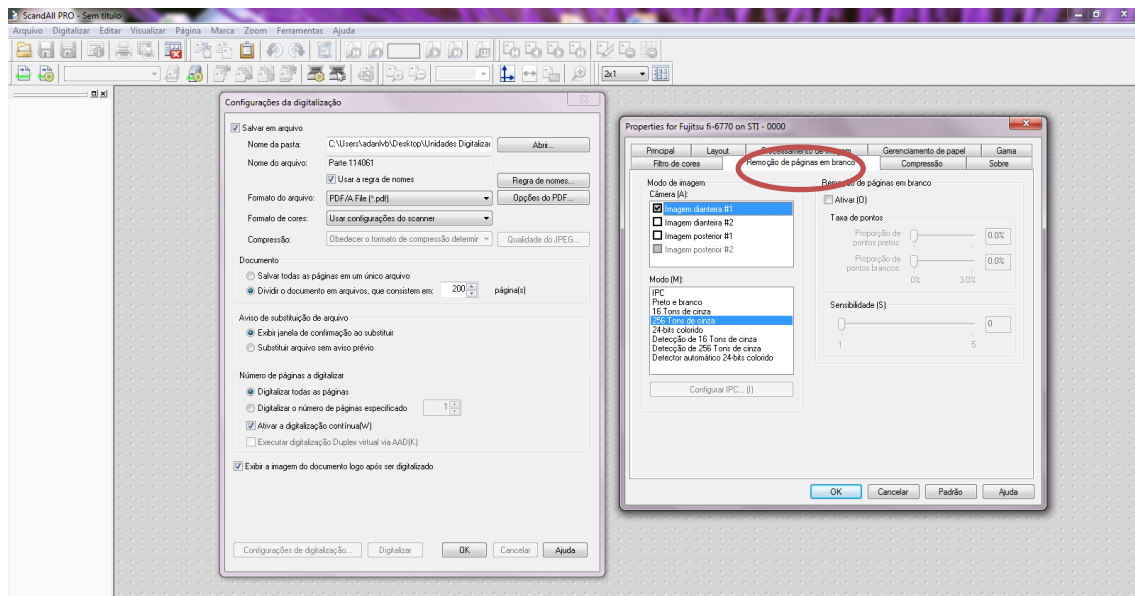 ScandAll PRO - Sem título
Arquivo Digitalizar Editar Visualizar Página Marca Zoom Ferramentas Ajuda
2x1
Configurações da digitalização
Salvar em arquivo
Nome da pasta: C:\Users\adanlvb\Desktop\Unidades Digitalizad Abrir...
Nome do arquivo: Parte 114061
Usar a regra de nomes Regra de nomes...
Formato do arquivo: PDF/A File (*.pdf) Opções do PDF...
Formato de cores: Usar configurações do scanner
Compressão: Obedecer o formato de compressão determir Qualidade do JPEG...
Documento
Salvar todas as páginas em um único arquivo
Dividir o documento em arquivos, que consistem em: 200 página(s)
Aviso de substituição de arquivo
Exibir janela de confirmação ao substituir
Substituir arquivo sem aviso prévio
Número de páginas a digitalizar
Digitalizar todas as páginas
Digitalizar o número de páginas especificado 1
Ativar a digitalização contínua(W)
Executar digitalização Duplex virtual via AAD(K)
Exibir a imagem do documento logo após ser digitalizado
Configurações de digitalização... Digitalizar OK Cancelar Ajuda
Properties for Fujitsu fi-6770 on STI - 0000
Principal Layout Processamento de imagem Gerenciamento de papel Gama
Filtro de cores Remoção de páginas em branco Compressão Sobre
Modo de imagem
Câmera (A):
Imagem dianteira #1
Imagem dianteira #2
Imagem posterior #1
Imagem posterior #2
Modo (M):
IPC
Preto e branco
16 Tons de cinza
256 Tons de cinza
24-bits colorido
Detecção de 16 Tons de cinza
Detecção de 256 Tons de cinza
Detector automático 24-bits colorido
Configurar IPC... (I)
Remoção de páginas em branco
Ativar (O)
Taxa de pontos
Proporção de pontos pretos: 0.0%
Proporção de pontos brancos: 0.0%
0% 3.0%
Sensibilidade (S)
0
1 5
OK Cancelar Padrão Ajuda